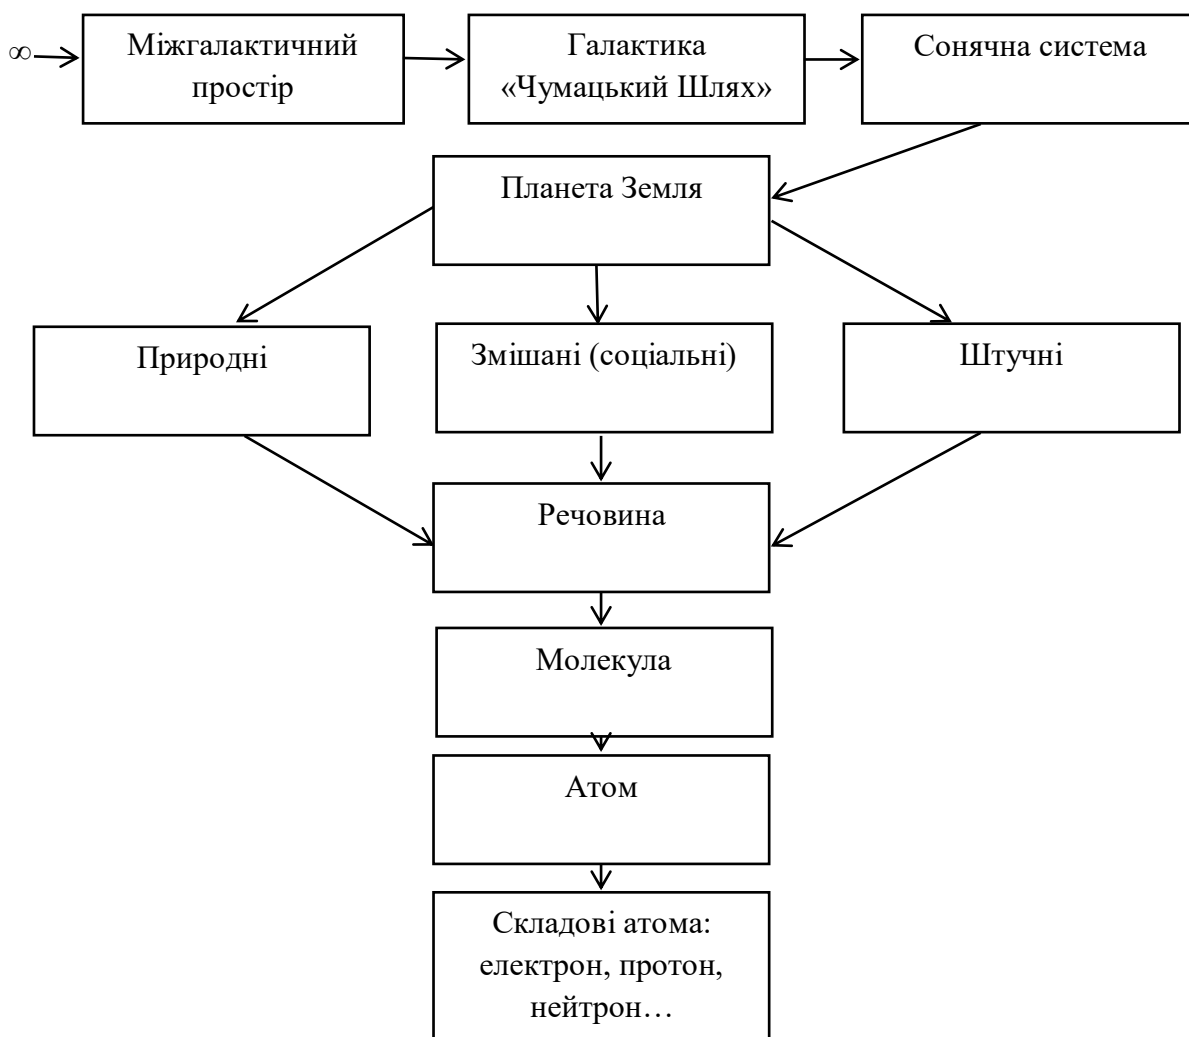 ∞
Міжгалактичний
простір
Галактика
«Чумацький Шлях»
Сонячна система
Планета Земля
Природні
Змішані (соціальні)
Штучні
Речовина
Молекула
Атом
Складові атома:
електрон, протон,
нейтрон…